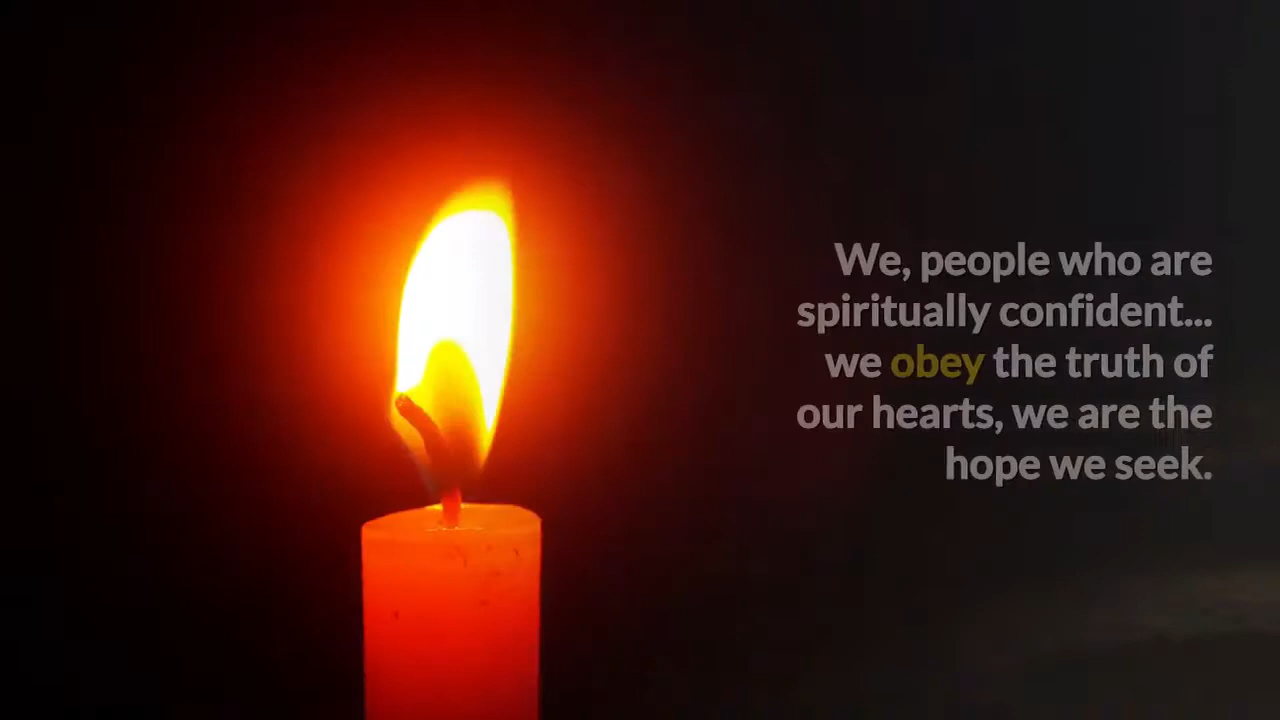 We, people who are
spiritually confident...
we obey the truth of
our hearts, we are the
hope we seek.